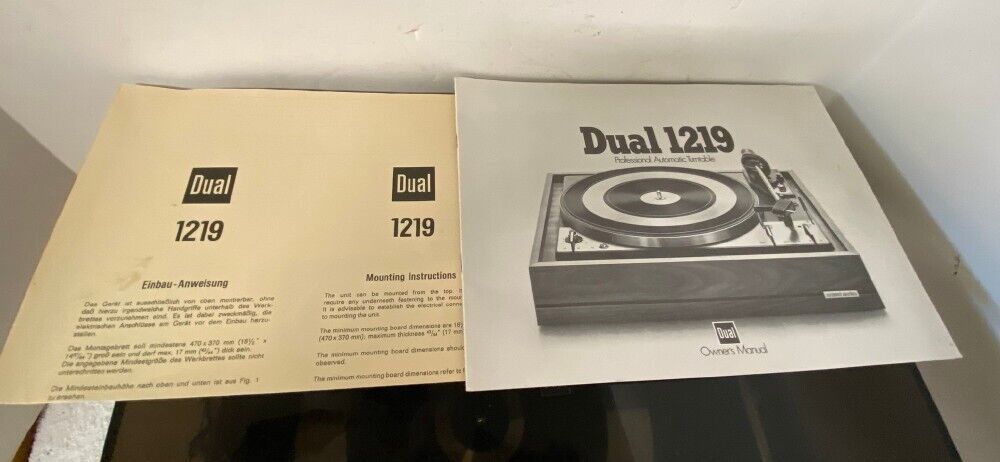 Dual
1219
Einbau-Anweisung
Das Gerät ist ausschließlich von oben montierbar, ohne
daß hierzu irgendwelche Handgriffe unterhalb des Werk-
brettes vorzunehmen sind. Es ist dabei zweckmäßig, die
elektrischen Anschlüsse am Gerät vor dem Einbau herzu-
stellen.
Das Montagebrett soll mindestens 470 x 370 mm (18½" x
groß sein und darf max. 17 mm dick sein.
Die angegebene Mindestgröße des Werkbrettes sollte nicht
unterschritten werden.
Die Mindesteinbauhöhe nach oben und unten ist aus Fig. 1
zu ersehen.
Dual
1219
Mounting Instructions
The unit can be mounted from the top. It
require any underneath fastening to the
It is adviseable to establish the electrical
to mounting the unit.
The minimum mounting board dimensions are
(470 x 370 mm); maximum thickness (17 mm
The minimum mounting board dimensions
observed.
The minimum mounting board dimensions refer to
Dual 1219
Professional Automatic Turntable
Dual
Owner's Manual